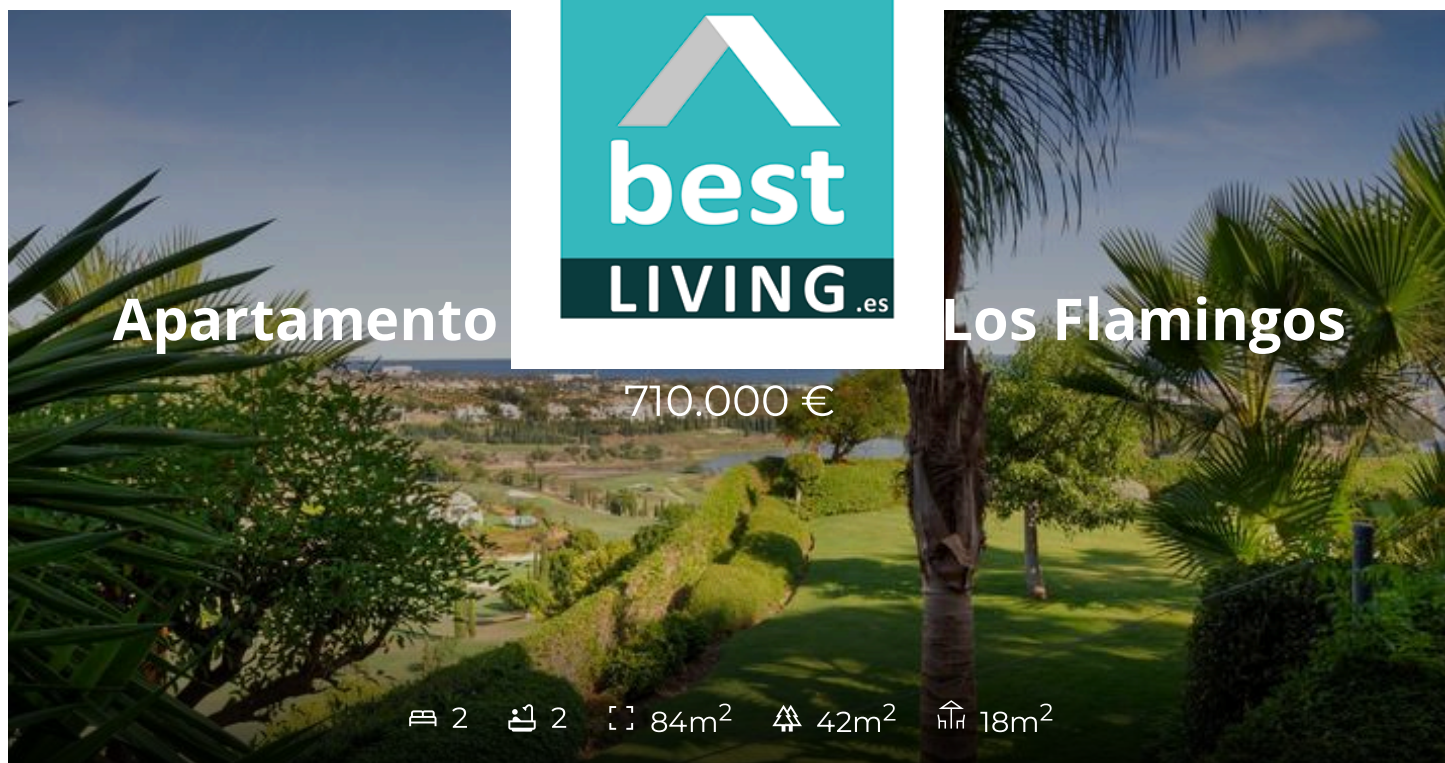 best
LIVING.es
Apartamento Los Flamingos
710.000 €
2 2 84m² 42m² 18m²